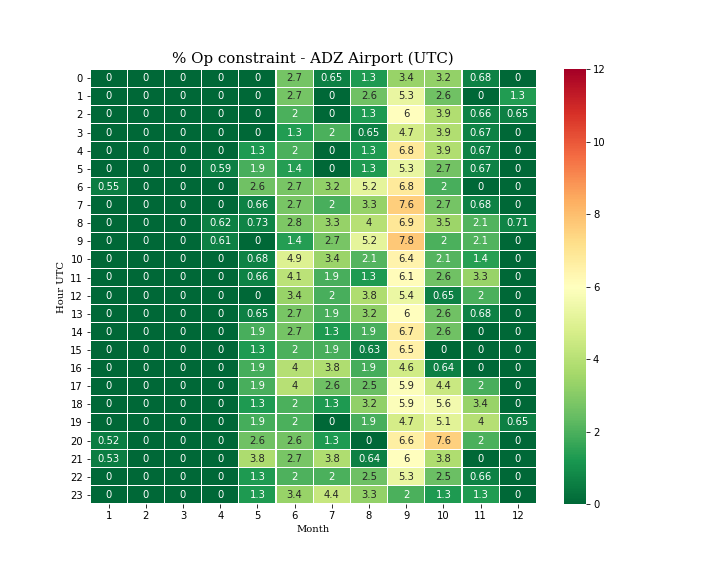 % Op constraint - ADZ Airport (UTC)
0 0 0 0 0 0 2.7 0.65 1.3 3.4 3.2 0.68 0
1 0 0 0 0 0 2.7 0 2.6 5.3 2.6 0 1.3
2 0 0 0 0 0 2 0 1.3 6 3.9 0.66 0.65
3 0 0 0 0 0 1.3 2 0.65 4.7 3.9 0.67 0
4 0 0 0 0 1.3 2 0 1.3 6.8 3.9 0.67 0
5 0 0 0 0.59 1.9 1.4 0 1.3 5.3 2.7 0.67 0
6 0.55 0 0 0 2.6 2.7 3.2 5.2 6.8 2 0 0
7 0 0 0 0 0.66 2.7 2 3.3 7.6 2.7 0.68 0
8 0 0 0 0.62 0.73 2.8 3.3 4 6.9 3.5 2.1 0.71
9 0 0 0 0.61 0 1.4 2.7 5.2 7.8 2 2.1 0
10 0 0 0 0 0.68 4.9 3.4 2.1 6.4 2.1 1.4 0
11 0 0 0 0 0.66 4.1 1.9 1.3 6.1 2.6 3.3 0
12 0 0 0 0 0 3.4 2 3.8 5.4 0.65 2 0
13 0 0 0 0 0.65 2.7 1.9 3.2 6 2.6 0.68 0
14 0 0 0 0 1.9 2.7 1.3 1.9 6.7 2.6 0 0
15 0 0 0 0 1.3 2 1.9 0.63 6.5 0 0 0
16 0 0 0 0 1.9 4 3.8 1.9 4.6 0.64 0 0
17 0 0 0 0 1.9 4 2.6 2.5 5.9 4.4 2 0
18 0 0 0 0 1.3 2 1.3 3.2 5.9 5.6 3.4 0
19 0 0 0 0 1.9 2 0 1.9 4.7 5.1 4 0.65
20 0.52 0 0 0 2.6 2.6 1.3 0 6.6 7.6 2 0
21 0.53 0 0 0 3.8 2.7 3.8 0.64 6 3.8 0 0
22 0 0 0 0 1.3 2 2 2.5 5.3 2.5 0.66 0
23 0 0 0 0 1.3 3.4 4.4 3.3 2 1.3 1.3 0
1 2 3 4 5 6 7 8 9 10 11 12
Month
Hour UTC
12
10
8
6
4
2
0